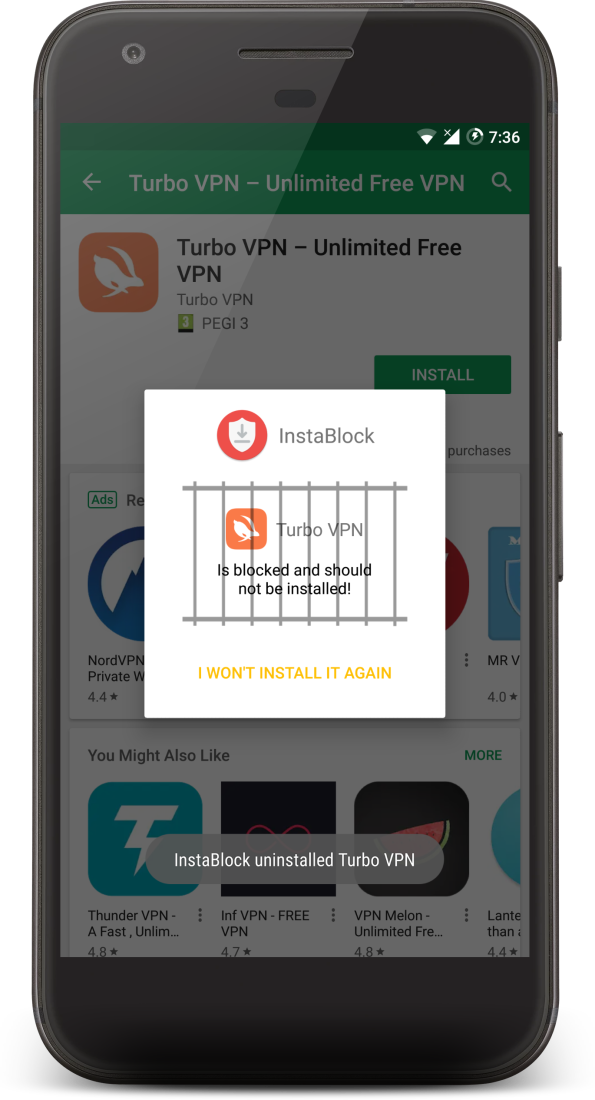 7:36
Turbo VPN – Unlimited Free VPN
Turbo VPN – Unlimited Free
VPN
Turbo VPN
3 PEGI 3
INSTALL
purchases
InstaBlock
Turbo VPN
Is blocked and should
not be installed!
I WON'T INSTALL IT AGAIN
Ads Re
NordVPN
Private W
4.4★
M
MR V
4.0★
You Might Also Like
MORE
InstaBlock uninstalled Turbo VPN
Thunder VPN -
A Fast , Unlim...
4.8★
Inf VPN - FREE
VPN
4.7★
VPN Melon -
Unlimited Fre...
4.8★
Lante
than a
4.4★